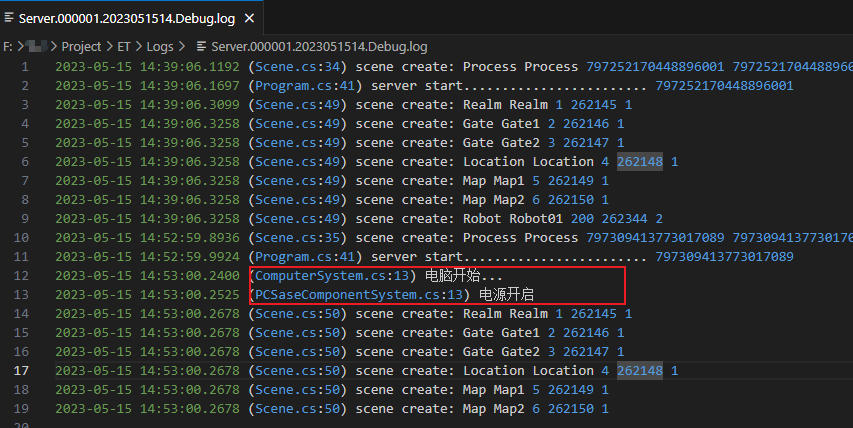 Server.000001.2023051514.Debug.log ×
F: > > Project > ET > Logs > Server.000001.2023051514.Debug.log
1 2023-05-15 14:39:06.1192 (Scene.cs:34) scene create: Process Process 797252170448896001 797252170448896
2 2023-05-15 14:39:06.1697 (Program.cs:41) server start........................ 797252170448896001
3 2023-05-15 14:39:06.3099 (Scene.cs:49) scene create: Realm Realm 1 262145 1
4 2023-05-15 14:39:06.3258 (Scene.cs:49) scene create: Gate Gate1 2 262146 1
5 2023-05-15 14:39:06.3258 (Scene.cs:49) scene create: Gate Gate2 3 262147 1
6 2023-05-15 14:39:06.3258 (Scene.cs:49) scene create: Location Location 4 262148 1
7 2023-05-15 14:39:06.3258 (Scene.cs:49) scene create: Map Map1 5 262149 1
8 2023-05-15 14:39:06.3258 (Scene.cs:49) scene create: Map Map2 6 262150 1
9 2023-05-15 14:39:06.3258 (Scene.cs:49) scene create: Robot Robot01 200 262344 2
10 2023-05-15 14:52:59.8936 (Scene.cs:35) scene create: Process Process 797309413773017089 7973094137730170
11 2023-05-15 14:52:59.9924 (Program.cs:41) server start........................ 797309413773017089
12 2023-05-15 14:53:00.2400 (ComputerSystem.cs:13) 电脑开始...
13 2023-05-15 14:53:00.2525 (PCSaseComponentSystem.cs:13) 电源开启
14 2023-05-15 14:53:00.2678 (Scene.cs:50) scene create: Realm Realm 1 262145 1
15 2023-05-15 14:53:00.2678 (Scene.cs:50) scene create: Gate Gate1 2 262146 1
16 2023-05-15 14:53:00.2678 (Scene.cs:50) scene create: Gate Gate2 3 262147 1
17 2023-05-15 14:53:00.2678 (Scene.cs:50) scene create: Location Location 4 262148 1
18 2023-05-15 14:53:00.2678 (Scene.cs:50) scene create: Map Map1 5 262149 1
19 2023-05-15 14:53:00.2678 (Scene.cs:50) scene create: Map Map2 6 262150 1